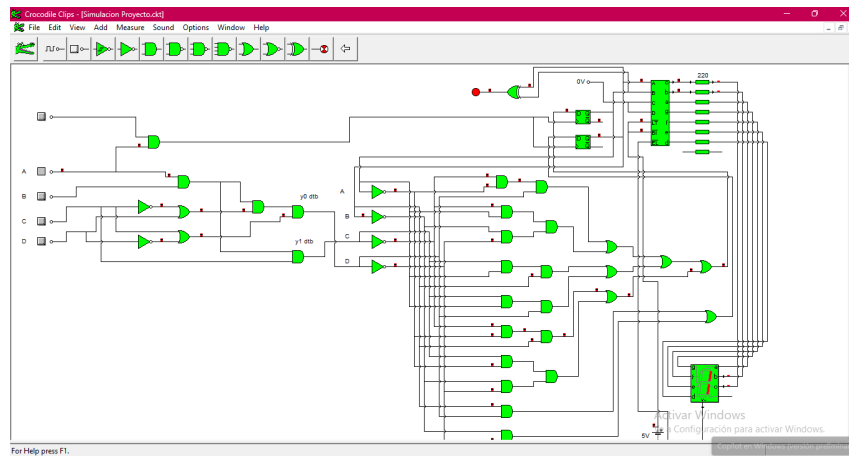 Crocodile Clips - [Simulacion Proyecto.ckt]
File Edit View Add Measure Sound Options Window Help
220
0V
A
B
C
D
y0 dtb
y1 dtb
A
B
C
D
5V
Activar Windows
Configuración para activar Windows.
For Help press F1.